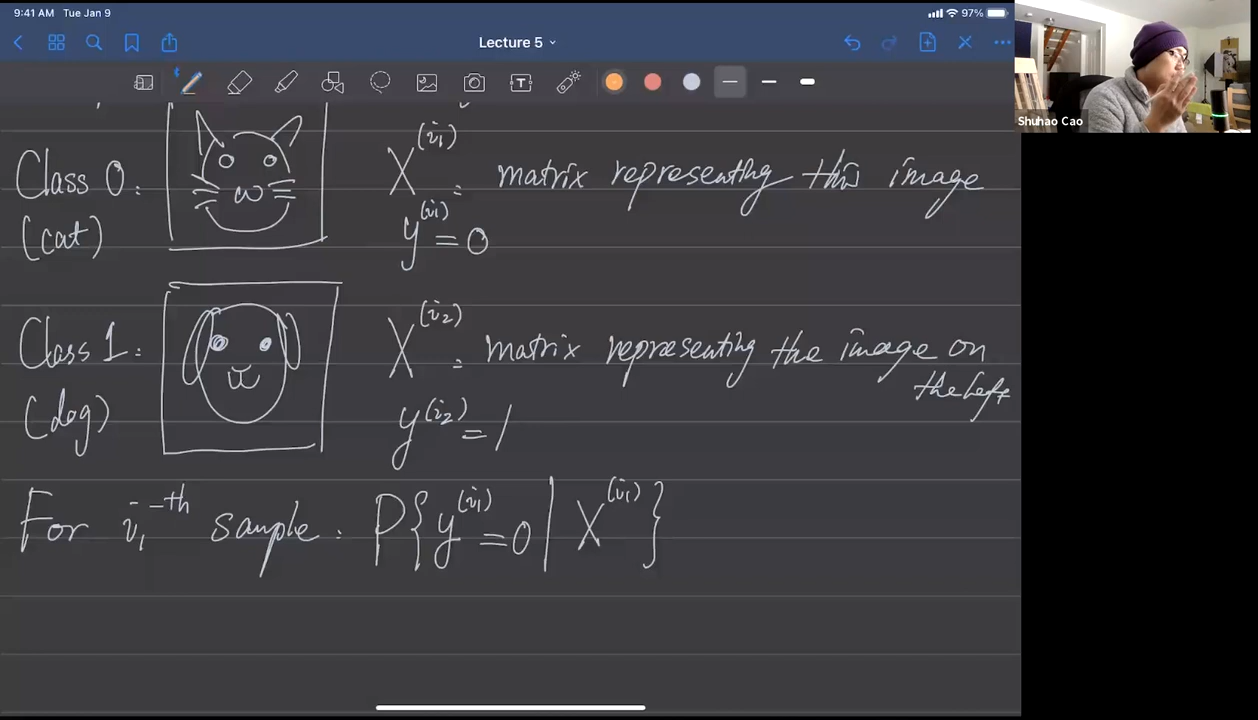 9:41 AM Tue Jan 9
97%
Lecture 5
T
Shuhao Cao
Class 0:
(cat)
X^(i₁) : matrix representing this image
y^(i₁) = 0
Class 1:
(dog)
X^(i₂) : matrix representing the image on
the left
y^(i₂) = 1
For i₁-th sample: P{y^(i₁) = 0 | X^(i₁)}